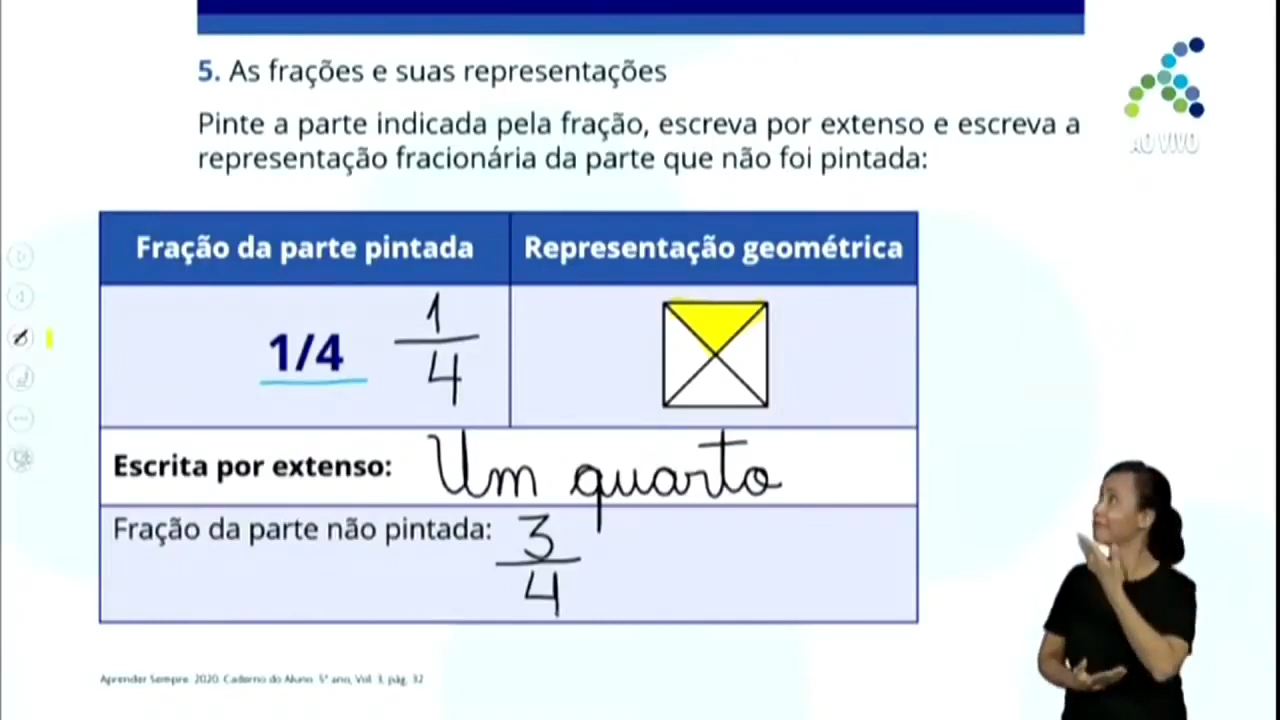 5. As frações e suas representações
Pinte a parte indicada pela fração, escreva por extenso e escreva a
representação fracionária da parte que não foi pintada:
AO VIVO
Fração da parte pintada
Representação geométrica
1/4
1
4
Escrita por extenso: Um quarto
Fração da parte não pintada: 3
4
Aprender Sempre. 2020. Caderno do Aluno. 5º ano, Vol. 3, pág. 32